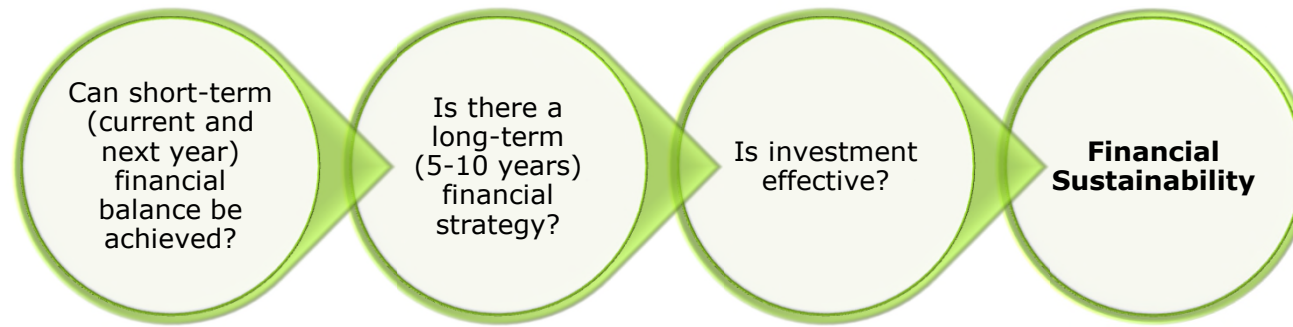 Can short-term
(current and
next year)
financial
balance be
achieved?
Is there a
long-term
(5-10 years)
financial
strategy?
Is investment
effective?
Financial
Sustainability